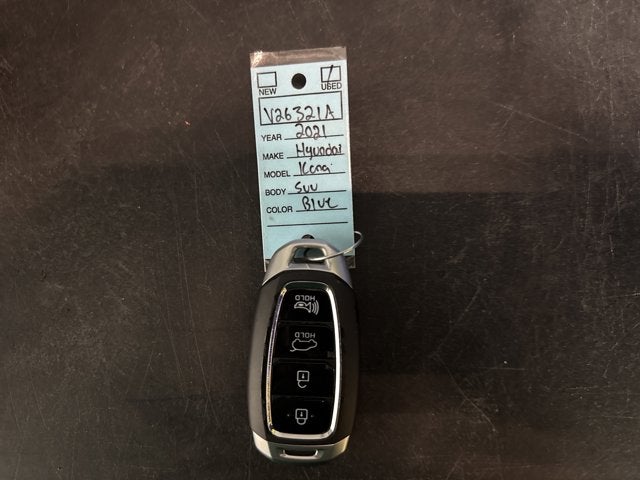 NEW USED
V26321A
YEAR 2021
MAKE Hyundai
MODEL Kona
BODY SUV
COLOR Blue
HOLD
HOLD